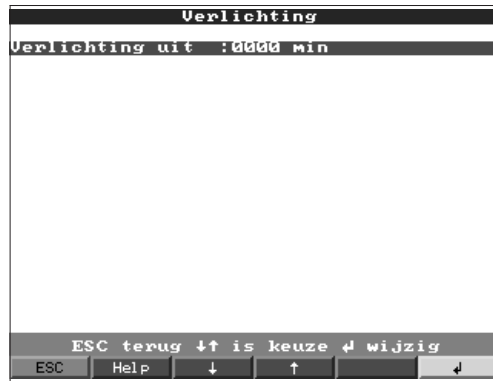 Verlichting
Verlichting uit :0000 min
ESC terug ↓↑ is keuze ↲ wijzig
ESC Help ↓ ↑ ↲